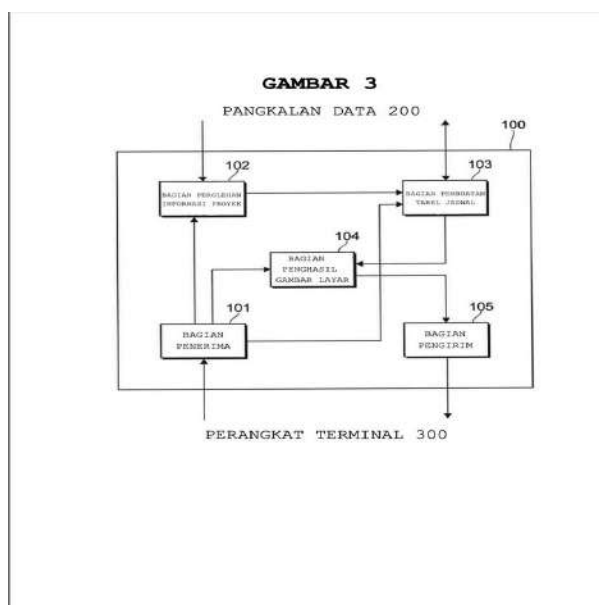 GAMBAR 3
PANGKALAN DATA 200
100
102
BAGIAN PEROLEHAN
INFORMASI PROYEK
103
BAGIAN PEMBUATAN
TABEL JADWAL
104
BAGIAN
PENGHASIL
GAMBAR LAYAR
101
BAGIAN
PENERIMA
105
BAGIAN
PENGIRIM
PERANGKAT TERMINAL 300